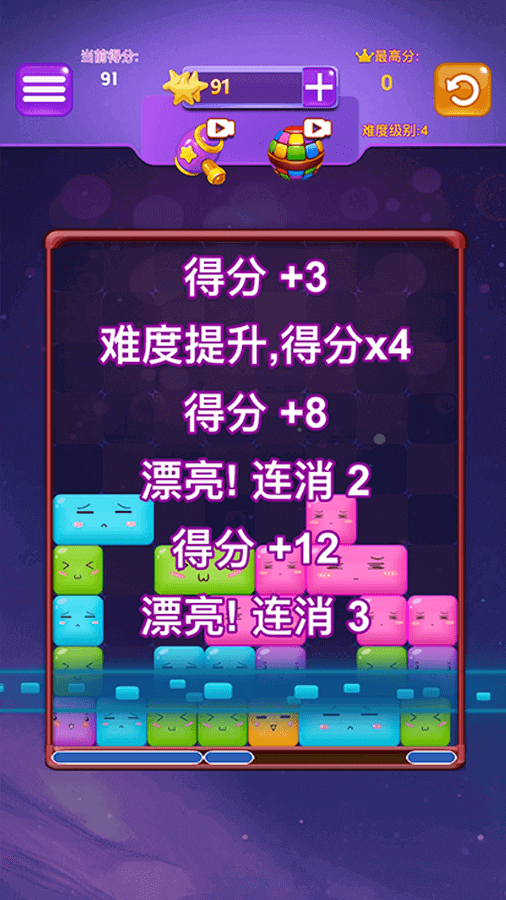 当前得分:
91
91
最高分:
0
难度级别:4
得分 +3
难度提升,得分x4
得分 +8
漂亮! 连消 2
得分 +12
漂亮! 连消 3